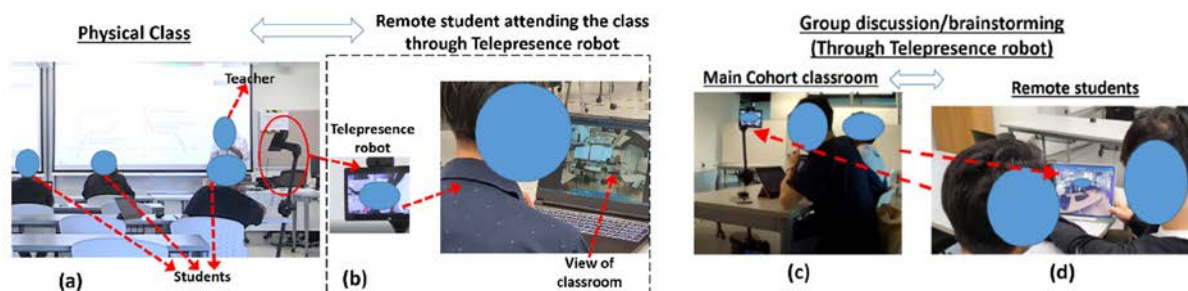 Physical Class
Remote student attending the class
through Telepresence robot
Teacher
Telepresence
robot
Students
View of
classroom
(a)
(b)
Group discussion/brainstorming
(Through Telepresence robot)
Main Cohort classroom
Remote students
(c)
(d)